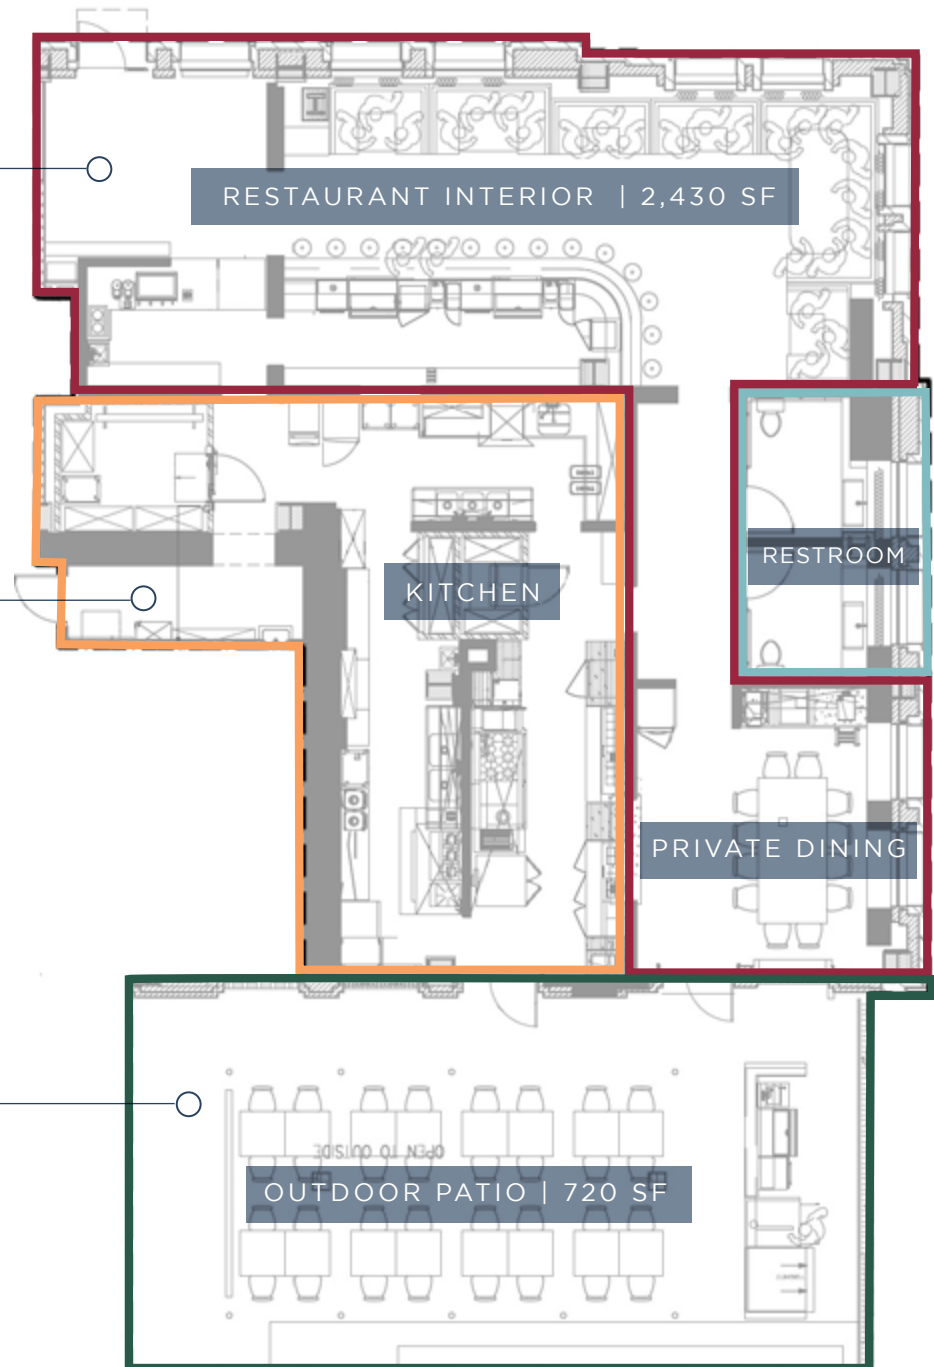 RESTAURANT INTERIOR | 2,430 SF
KITCHEN
RESTROOM
PRIVATE DINING
OPEN TO OUTSIDE
OUTDOOR PATIO | 720 SF